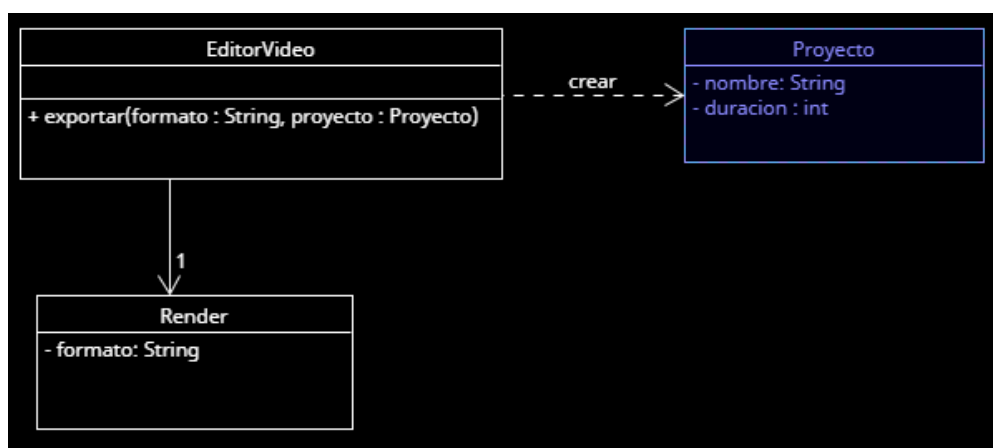 EditorVideo
+ exportar(formato : String, proyecto : Proyecto)
crear
Proyecto
- nombre: String
- duracion : int
1
Render
- formato: String